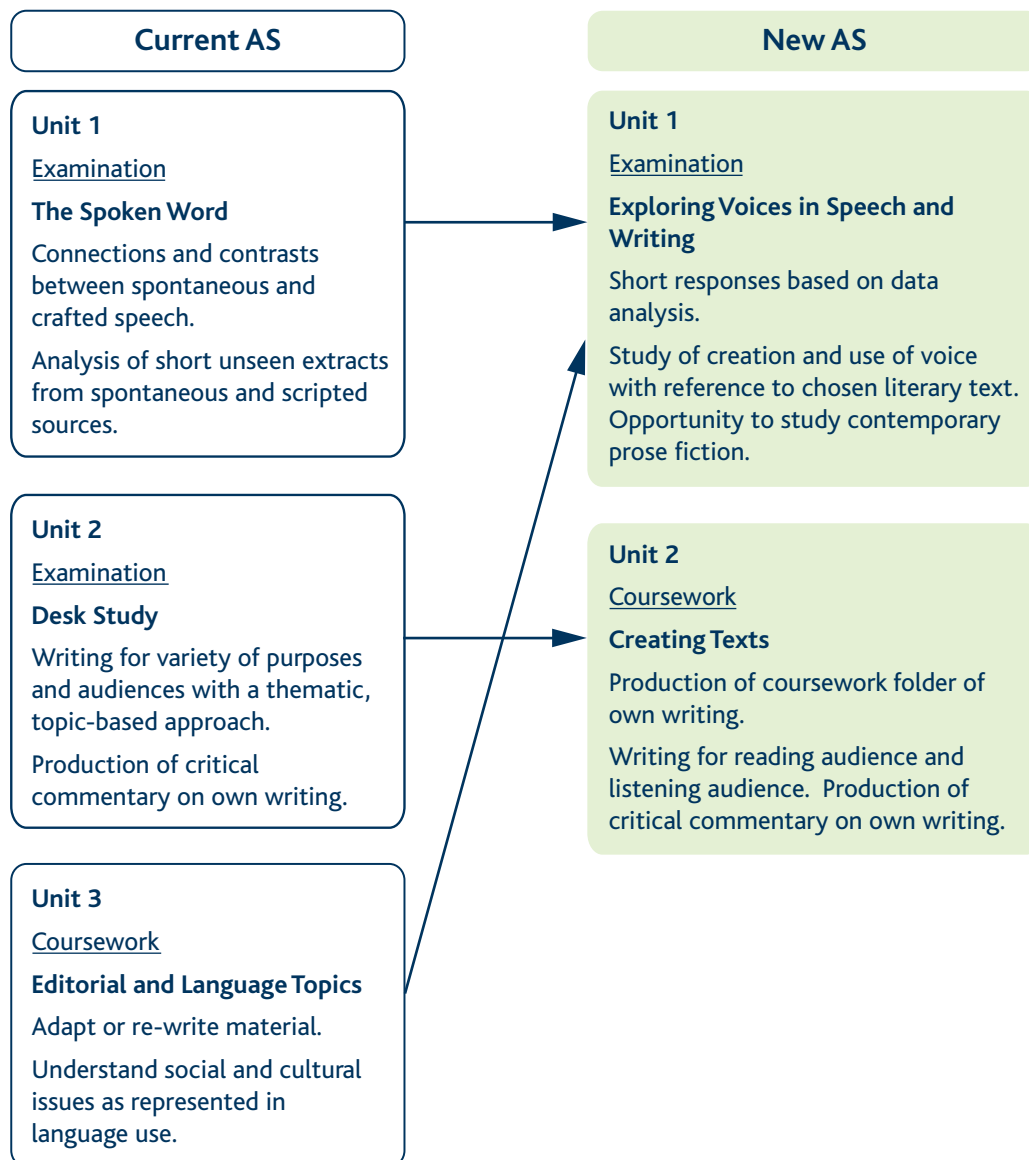 Current AS
Unit 1
Examination
The Spoken Word
Connections and contrasts
between spontaneous and
crafted speech.
Analysis of short unseen extracts
from spontaneous and scripted
sources.
Unit 2
Examination
Desk Study
Writing for variety of purposes
and audiences with a thematic,
topic-based approach.
Production of critical
commentary on own writing.
Unit 3
Coursework
Editorial and Language Topics
Adapt or re-write material.
Understand social and cultural
issues as represented in
language use.
New AS
Unit 1
Examination
Exploring Voices in Speech and
Writing
Short responses based on data
analysis.
Study of creation and use of voice
with reference to chosen literary text.
Opportunity to study contemporary
prose fiction.
Unit 2
Coursework
Creating Texts
Production of coursework folder of
own writing.
Writing for reading audience and
listening audience.  Production of
critical commentary on own writing.